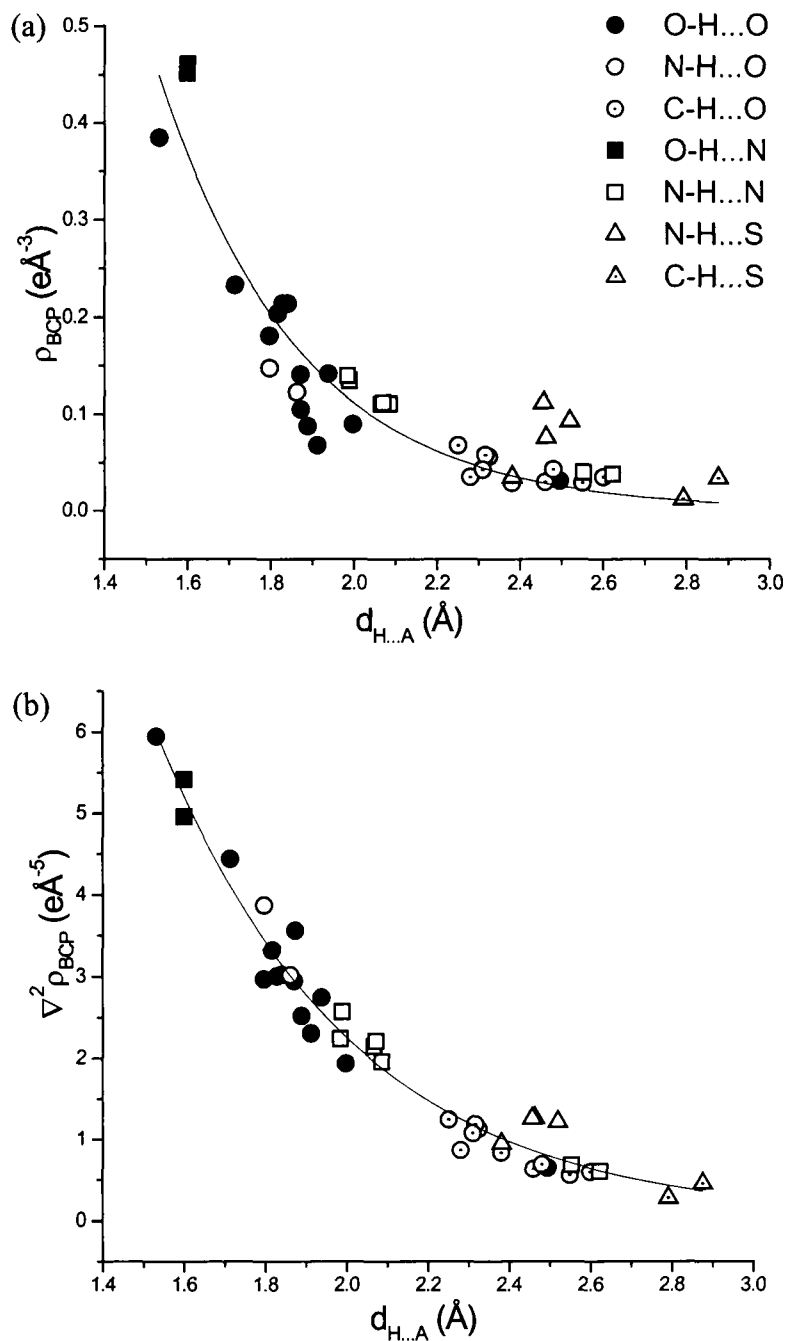 (a)
0.5
0.4
0.3
0.2
0.1
0.0
ρBCP (eÅ-3)
1.4 1.6 1.8 2.0 2.2 2.4 2.6 2.8 3.0
dH...A (Å)
O-H...O
N-H...O
C-H...O
O-H...N
N-H...N
N-H...S
C-H...S
(b)
6
5
4
3
2
1
0
∇2ρBCP (eÅ-5)
1.4 1.6 1.8 2.0 2.2 2.4 2.6 2.8 3.0
dH...A (Å)